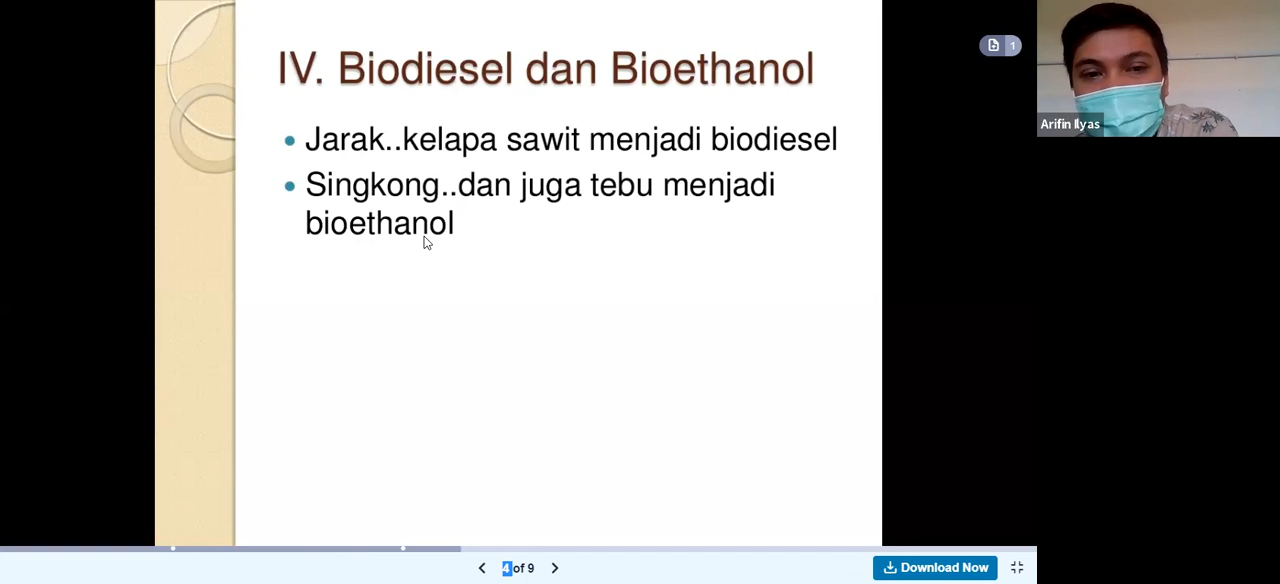 IV. Biodiesel dan Bioethanol
Jarak..kelapa sawit menjadi biodiesel
Singkong..dan juga tebu menjadi
bioethanol
1
Arifin Ilyas
4 of 9
Download Now